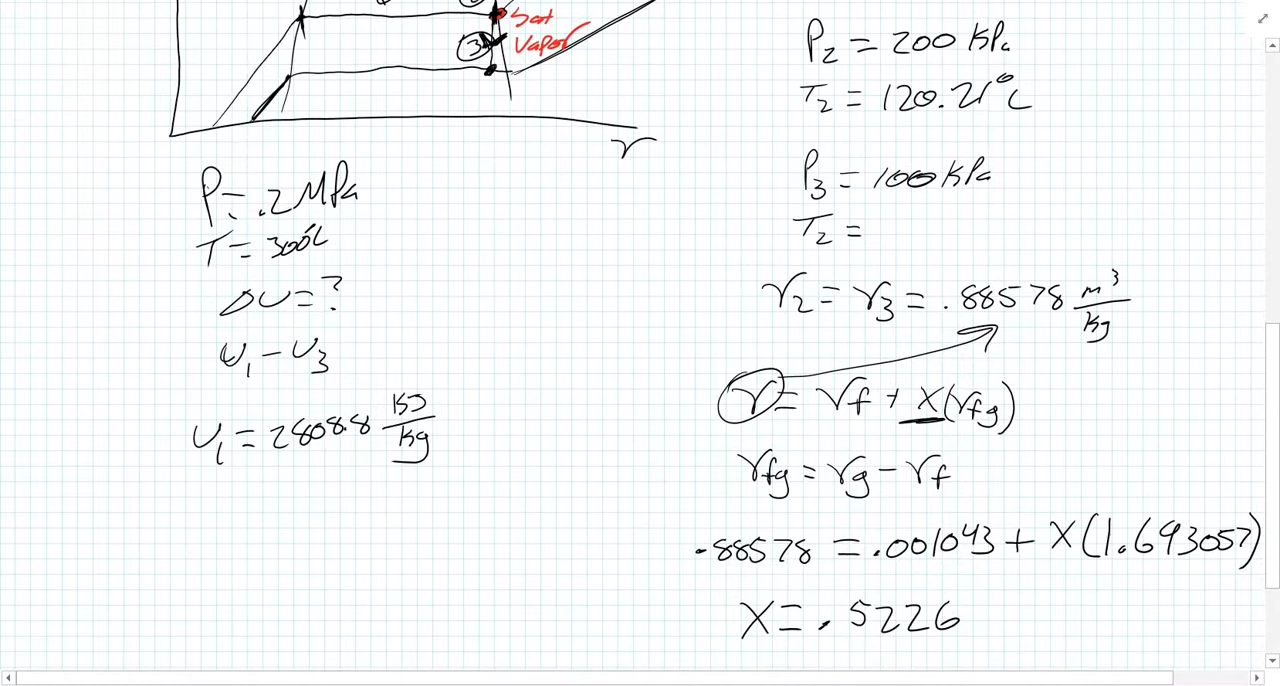 Sat
3 Vapor
v
P = .2 MPa
T = 300°C
ΔU = ?
U1 - U3
U1 = 2808.8 KJ/Kg
P2 = 200 KPa
T2 = 120.21°C
P3 = 100 KPa
T2 =
v2 = v3 = .88578 m³/kg
v = vf + X(vfg)
vfg = vg - vf
.88578 = .001043 + X(1.693057)
X = .5226